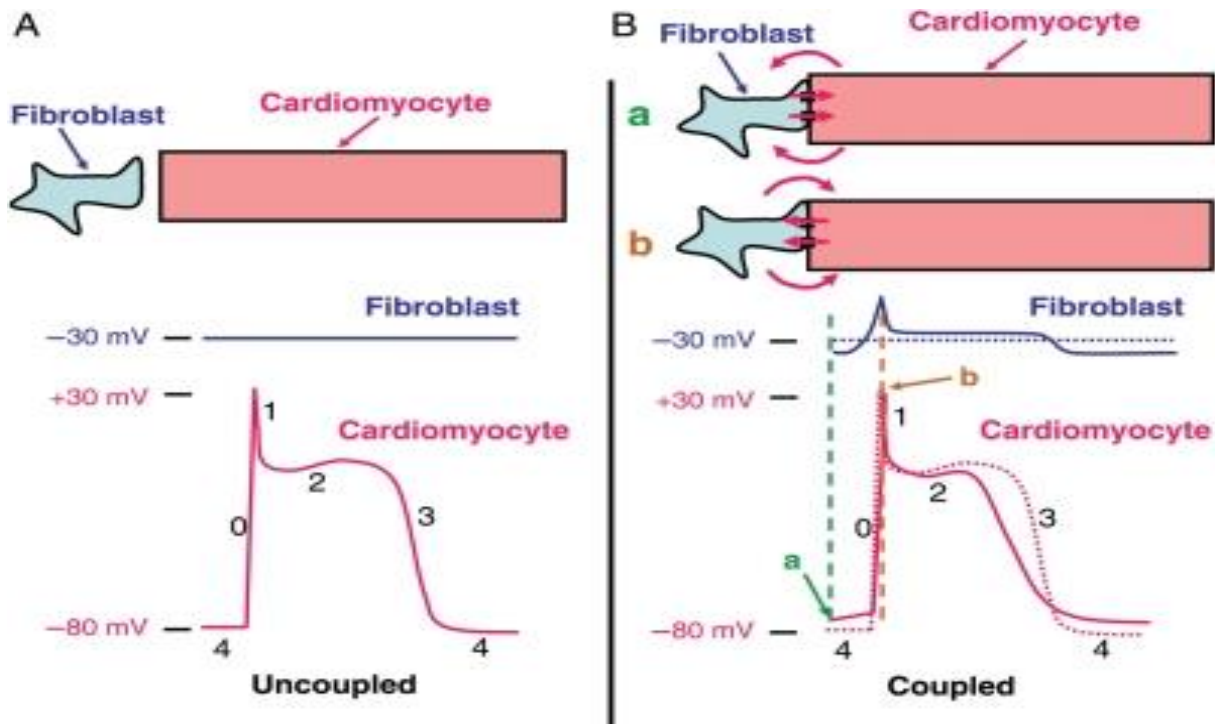 A
Fibroblast
Cardiomyocyte
Fibroblast
−30 mV
+30 mV
1
Cardiomyocyte
2
0
3
−80 mV
4
4
Uncoupled
B
Fibroblast
Cardiomyocyte
a
b
Fibroblast
−30 mV
b
+30 mV
1
Cardiomyocyte
2
0
3
a
−80 mV
4
4
Coupled